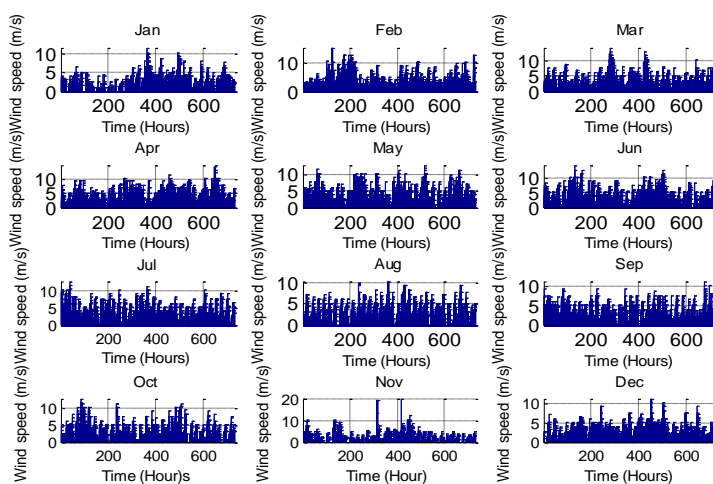 Jan
Wind speed (m/s)
10
5
0
200 400 600
Time (Hours)
Feb
Wind speed (m/s)
10
0
200 400 600
Time (Hours)
Mar
Wind speed (m/s)
10
5
0
200 400 600
Time (Hours)
Apr
Wind speed (m/s)
10
5
0
200 400 600
Time (Hours)
May
Wind speed (m/s)
10
5
0
200 400 600
Time (Hours)
Jun
Wind speed (m/s)
10
5
0
200 400 600
Time (Hours)
Jul
Wind speed (m/s)
10
5
0
200 400 600
Time (Hours)
Aug
Wind speed (m/s)
10
5
0
200 400 600
Time (Hours)
Sep
Wind speed (m/s)
10
5
0
200 400 600
Time (Hours)
Oct
Wind speed (m/s)
10
5
0
200 400 600
Time (Hour)s
Nov
Wind speed (m/s)
20
10
0
200 400 600
Time (Hour)
Dec
Wind speed (m/s)
10
5
0
200 400 600
Time (Hours)